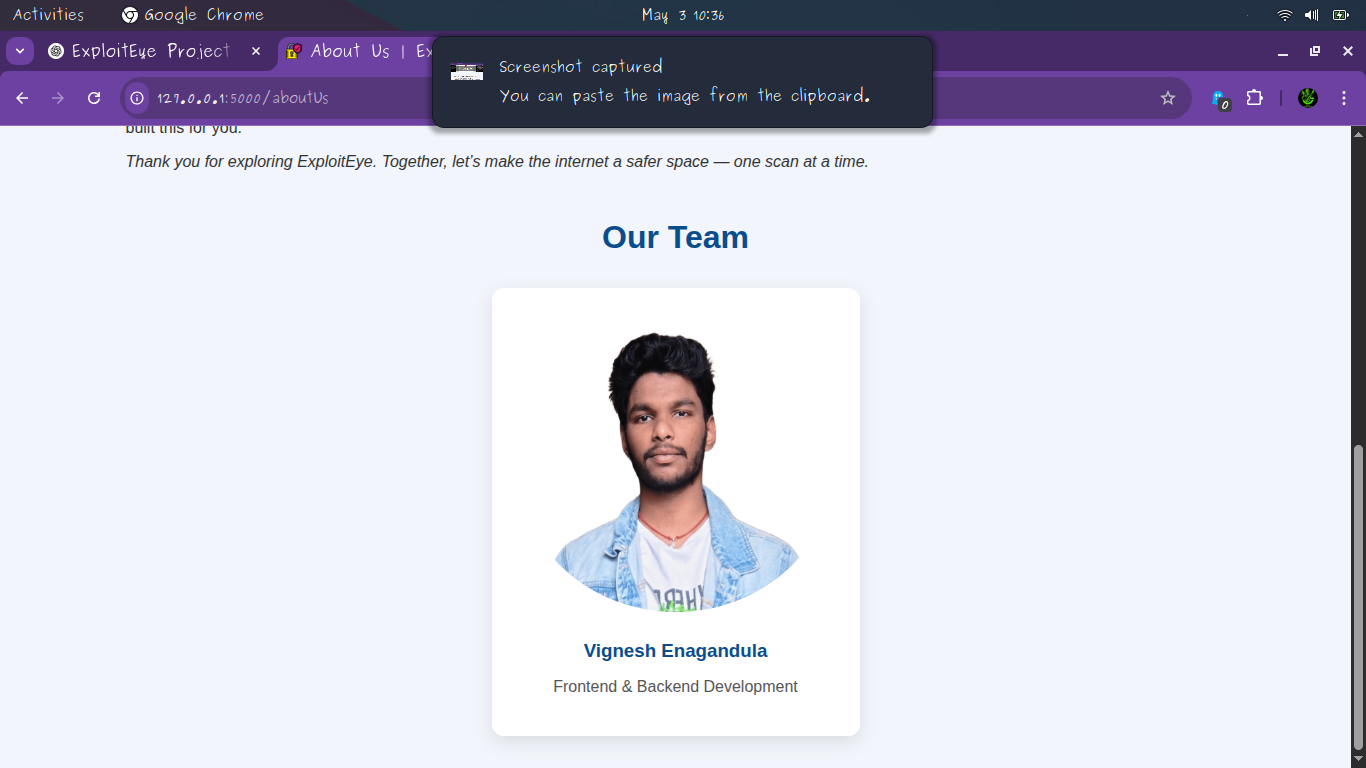 Activities Google Chrome May 3 10:36
ExploitEye Project About Us | Ex
Screenshot captured
You can paste the image from the clipboard.
127.0.0.1:5000/aboutUs 0
built this for you.
Thank you for exploring ExploitEye. Together, let's make the internet a safer space — one scan at a time.
Our Team
Vignesh Enagandula
Frontend & Backend Development